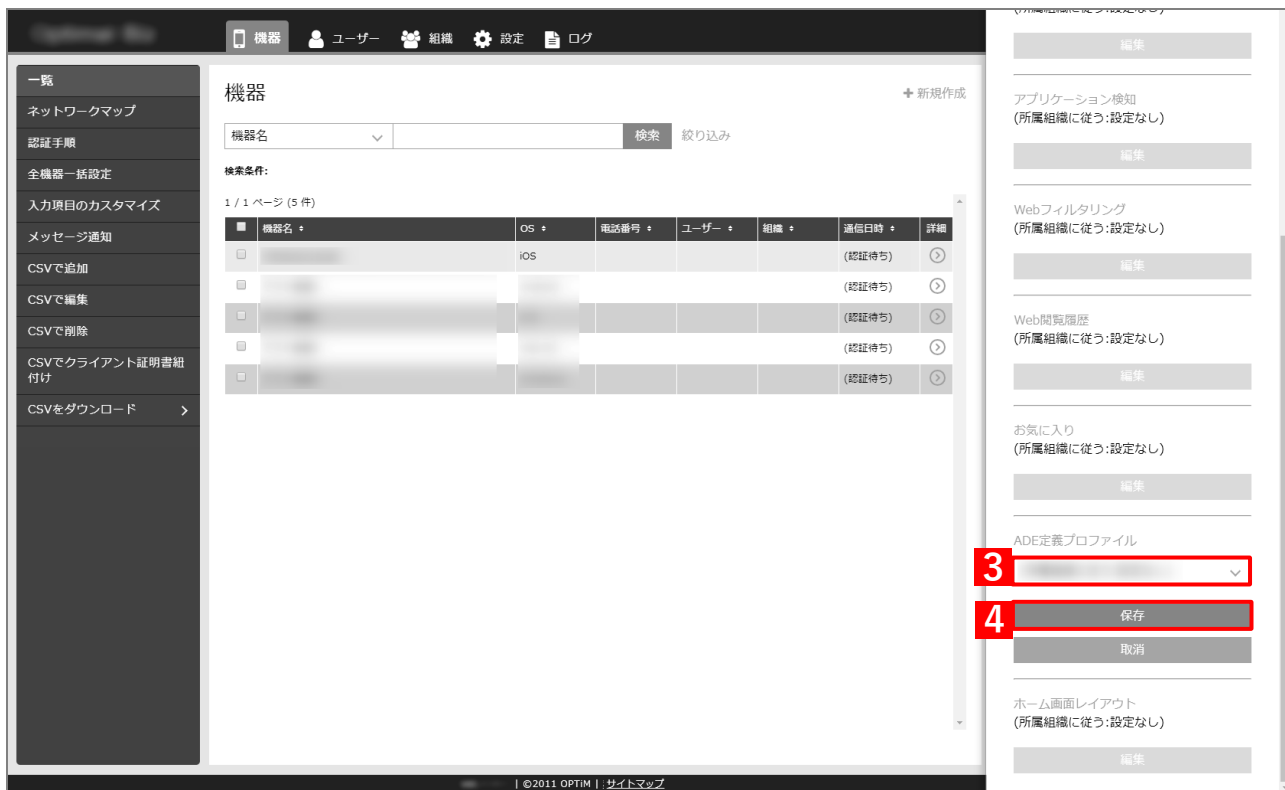 機器
ユーザー
組織
設定
ログ
一覧
ネットワークマップ
認証手順
全機器一括設定
入力項目のカスタマイズ
メッセージ通知
CSVで追加
CSVで編集
CSVで削除
CSVでクライアント証明書紐
付け
CSVをダウンロード
機器
新規作成
機器名
検索
絞り込み
検索条件:
1 / 1 ページ (5 件)
機器名 OS 電話番号 ユーザー 組織 通信日時 詳細
iOS (認証待ち)
(認証待ち)
(認証待ち)
(認証待ち)
(認証待ち)
| ©2011 OPTiM | サイトマップ
(所属組織に従う:設定なし)
編集
アプリケーション検知
(所属組織に従う:設定なし)
編集
Webフィルタリング
(所属組織に従う:設定なし)
編集
Web閲覧履歴
(所属組織に従う:設定なし)
編集
お気に入り
(所属組織に従う:設定なし)
編集
ADE定義プロファイル
3
4
保存
取消
ホーム画面レイアウト
(所属組織に従う:設定なし)
編集